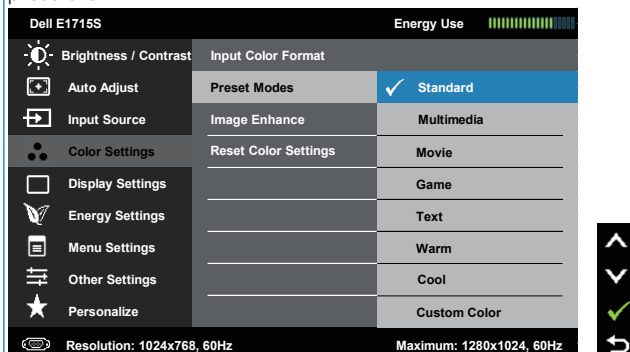 Dell E1715S Energy Use
Brightness / Contrast Input Color Format
Auto Adjust Preset Modes Standard
Input Source Image Enhance Multimedia
Color Settings Reset Color Settings Movie
Display Settings Game
Energy Settings Text
Menu Settings Warm
Other Settings Cool
Personalize Custom Color
Resolution: 1024x768, 60Hz Maximum: 1280x1024, 60Hz